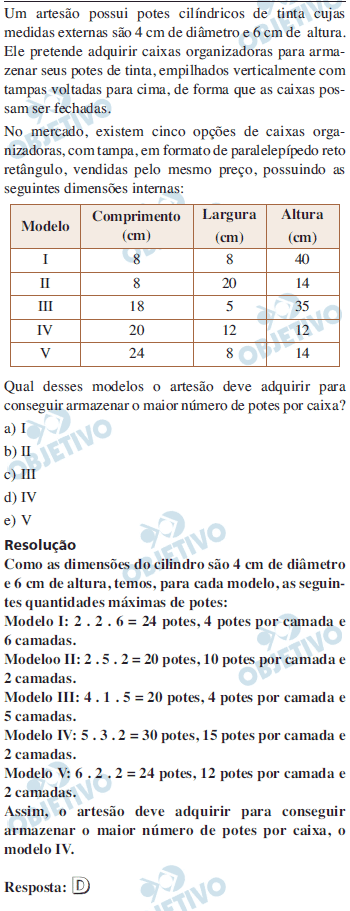 Um artesão possui potes cilíndricos de tinta cujas
medidas externas são 4 cm de diâmetro e 6 cm de altura.
Ele pretende adquirir caixas organizadoras para arma-
zenar seus potes de tinta, empilhados verticalmente com
tampas voltadas para cima, de forma que as caixas pos-
sam ser fechadas.
No mercado, existem cinco opções de caixas orga-
nizadoras, com tampa, em formato de paralelepípedo reto
retângulo, vendidas pelo mesmo preço, possuindo as
seguintes dimensões internas:
Modelo Comprimento (cm) Largura (cm) Altura (cm)
I 8 8 40
II 8 20 14
III 18 5 35
IV 20 12 12
V 24 8 14
Qual desses modelos o artesão deve adquirir para
conseguir armazenar o maior número de potes por caixa?
a) I
b) II
c) III
d) IV
e) V
Resolução
Como as dimensões do cilindro são 4 cm de diâmetro
e 6 cm de altura, temos, para cada modelo, as seguin-
tes quantidades máximas de potes:
Modelo I: 2 . 2 . 6 = 24 potes, 4 potes por camada e
6 camadas.
Modeloo II: 2 . 5 . 2 = 20 potes, 10 potes por camada e
2 camadas.
Modelo III: 4 . 1 . 5 = 20 potes, 4 potes por camada e
5 camadas.
Modelo IV: 5 . 3 . 2 = 30 potes, 15 potes por camada e
2 camadas.
Modelo V: 6 . 2 . 2 = 24 potes, 12 potes por camada e
2 camadas.
Assim, o artesão deve adquirir para conseguir
armazenar o maior número de potes por caixa, o
modelo IV.
Resposta: D
OBJETIVO